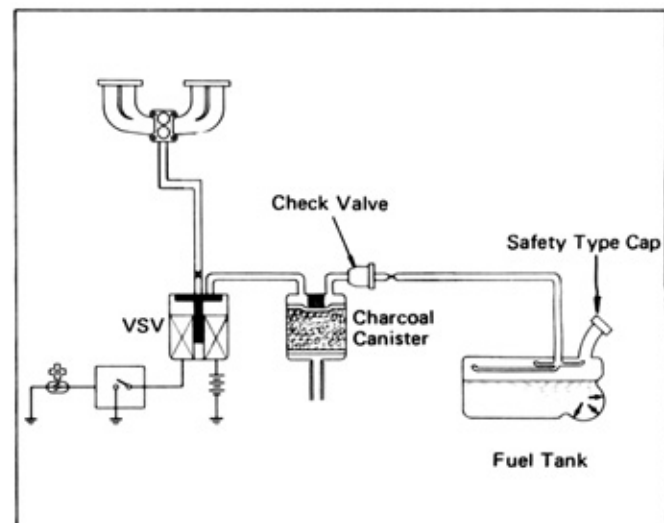 Check Valve
Safety Type Cap
VSV
Charcoal
Canister
Fuel Tank